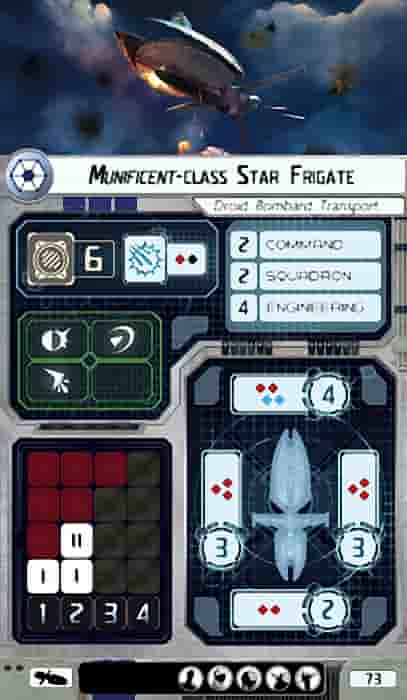 MUNIFICENT-CLASS STAR FRIGATE
Droid Bombard Transport
6
2 COMMAND
2 SQUADRON
4 ENGINEERING
4
3 3
II
I I
1 2 3 4
2
73